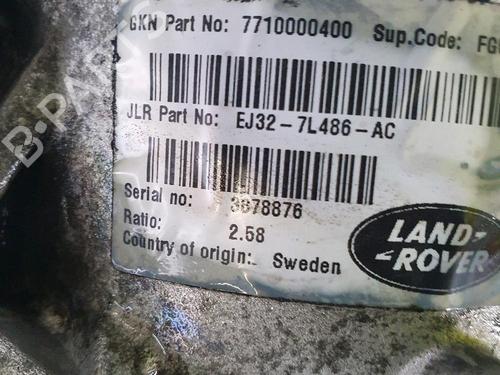 GKN Part No: 7710000400 Sup.Code:
JLR Part No: EJ32-7L486-AC
Serial no: 3078876
Ratio: 2.58
Country of origin: Sweden
LAND-
ROVER
B-PARTS